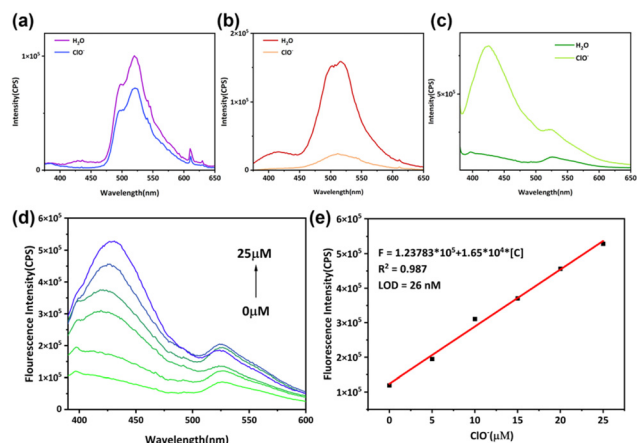 (a)
Intensity(CPS)
1×10⁵
0
H₂O
ClO⁻
400 450 500 550 600 650
Wavelength(nm)
(b)
Intensity(CPS)
2×10⁵
1×10⁵
0
H₂O
ClO⁻
400 450 500 550 600 650
Wavelength(nm)
(c)
Intensity(CPS)
5×10⁵
H₂O
ClO⁻
400 450 500 550 600 650
Wavelength(nm)
(d)
Flourescence Intensity(CPS)
6×10⁵
5×10⁵
4×10⁵
3×10⁵
2×10⁵
1×10⁵
0
25μM
0μM
400 450 500 550 600
Wavelength(nm)
(e)
Fluorescence Intensity(CPS)
6×10⁵
5×10⁵
4×10⁵
3×10⁵
2×10⁵
1×10⁵
F = 1.23783*10⁵+1.65*10⁴*[C]
R² = 0.987
LOD = 26 nM
0 5 10 15 20 25
ClO⁻(μM)